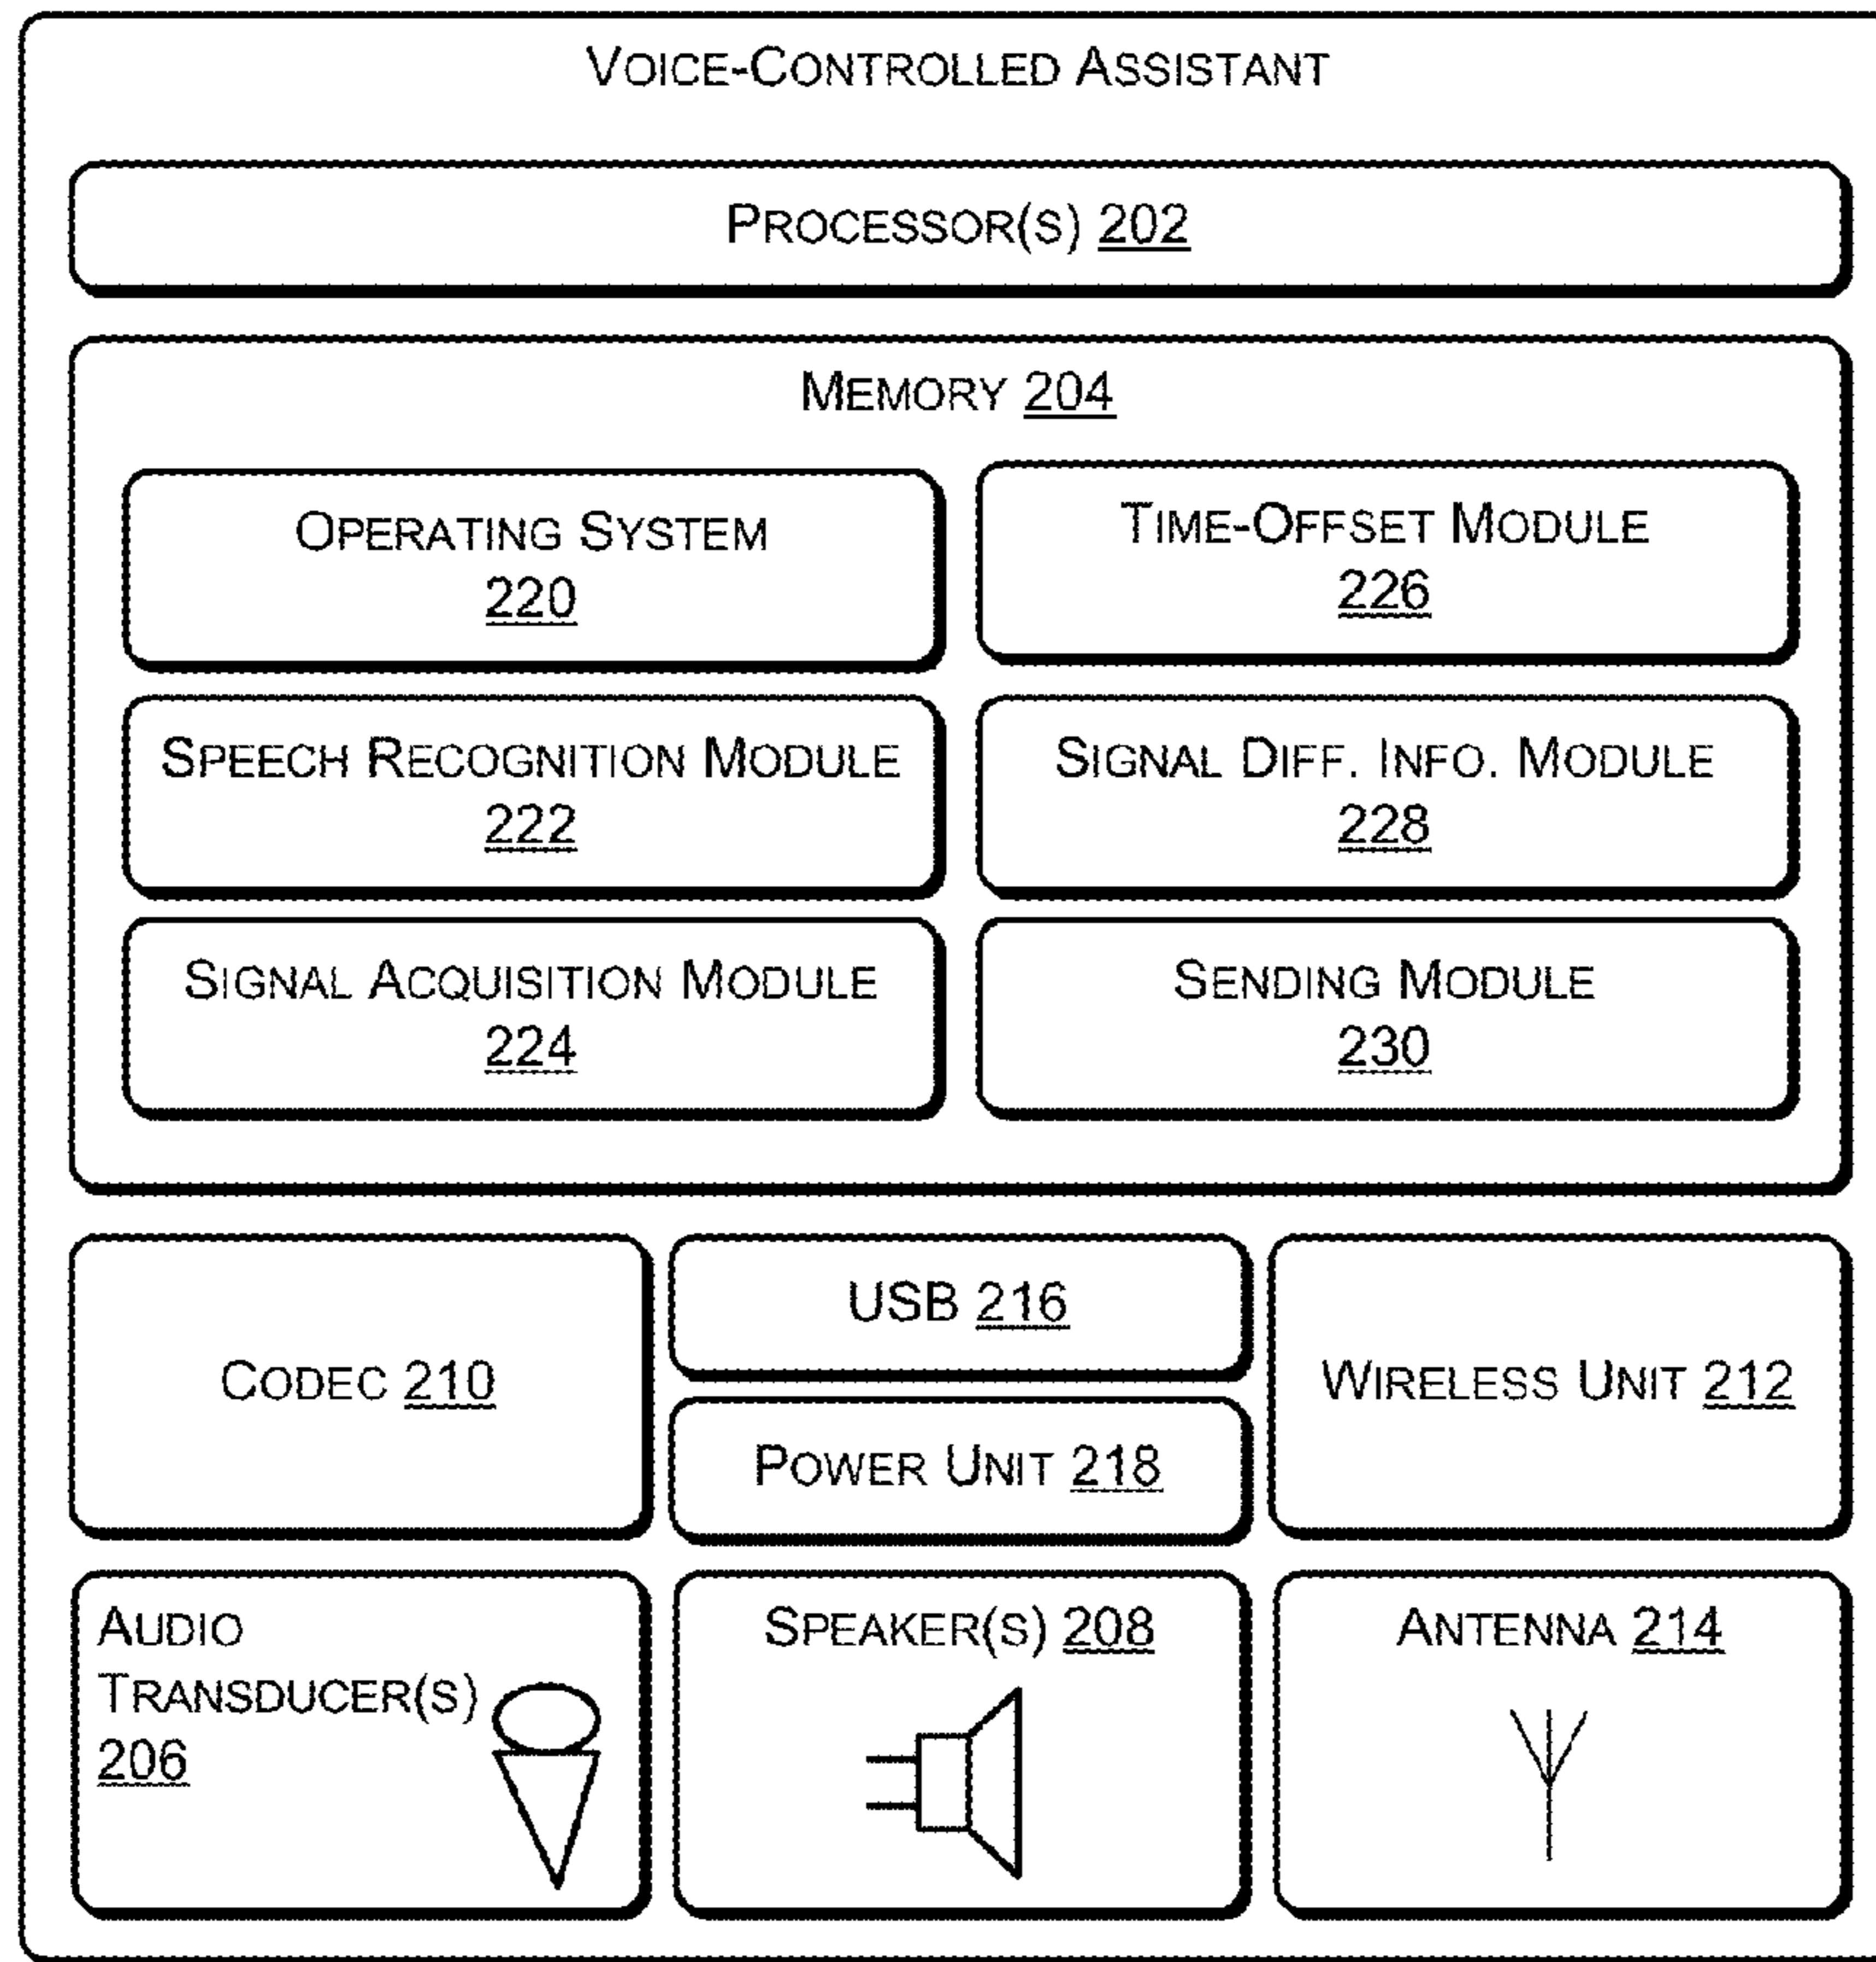 VOICE-CONTROLLED ASSISTANT
PROCESSOR(S) 202
MEMORY 204
OPERATING SYSTEM
220
TIME-OFFSET MODULE
226
SPEECH RECOGNITION MODULE
222
SIGNAL DIFF. INFO. MODULE
228
SIGNAL ACQUISITION MODULE
224
SENDING MODULE
230
CODEC 210
USB 216
POWER UNIT 218
WIRELESS UNIT 212
AUDIO
TRANSDUCER(S)
206
SPEAKER(S) 208
ANTENNA 214